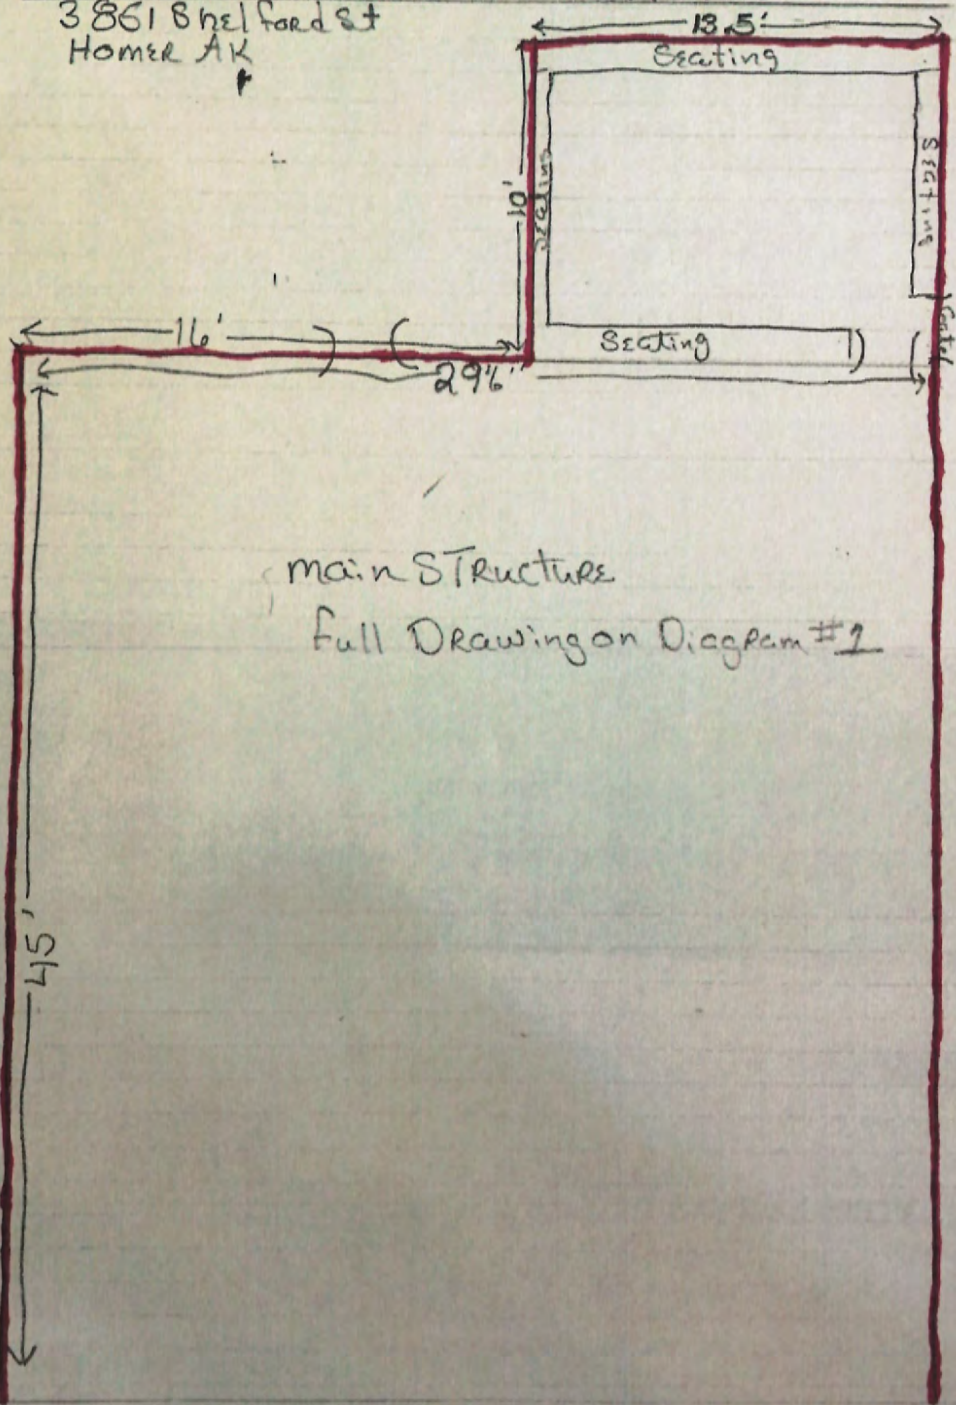 3861 Shelford St
Homer AK
13.5'
Seating
Seating
Seating
10'
16'
Seating
29'6"
main STRuctuRE
full DRawing on DiagRam #1
45'